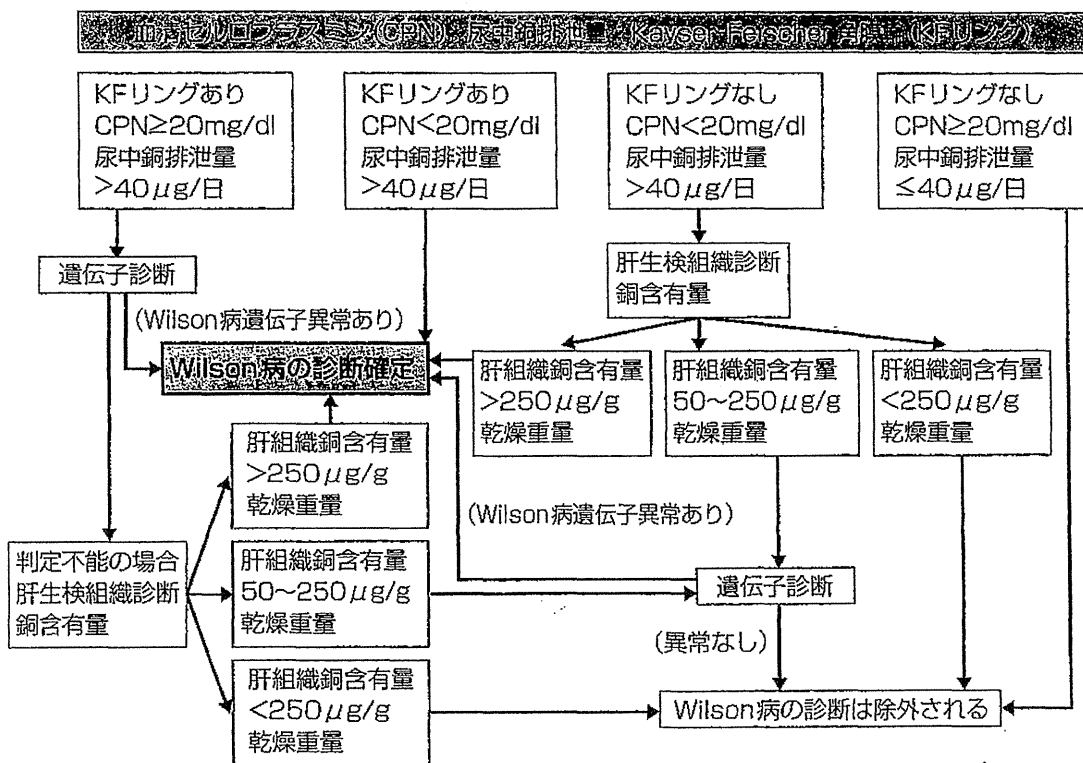 血清セルロプラスミン(CPN) 尿中銅排泄量 Kayser-Feischer (KFリング)
KFリングあり
CPN≥20mg/dl
尿中銅排泄量
>40μg/日
KFリングあり
CPN<20mg/dl
尿中銅排泄量
>40μg/日
KFリングなし
CPN<20mg/dl
尿中銅排泄量
>40μg/日
KFリングなし
CPN≥20mg/dl
尿中銅排泄量
≤40μg/日
遺伝子診断
肝生検組織診断
銅含有量
(Wilson病遺伝子異常あり)
Wilson病の診断確定
肝組織銅含有量
>250μg/g
乾燥重量
肝組織銅含有量
50~250μg/g
乾燥重量
肝組織銅含有量
<250μg/g
乾燥重量
肝組織銅含有量
>250μg/g
乾燥重量
(Wilson病遺伝子異常あり)
判定不能の場合
肝生検組織診断
銅含有量
肝組織銅含有量
50~250μg/g
乾燥重量
遺伝子診断
(異常なし)
肝組織銅含有量
<250μg/g
乾燥重量
Wilson病の診断は除外される